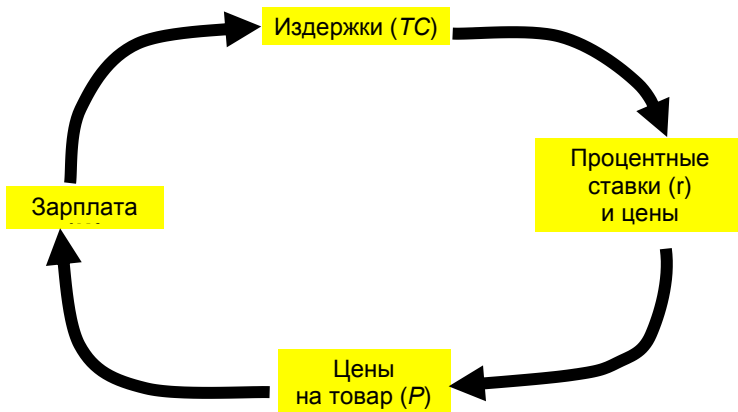 Издержки (TC)
Процентные
ставки (r)
и цены
Зарплата
Цены
на товар (P)